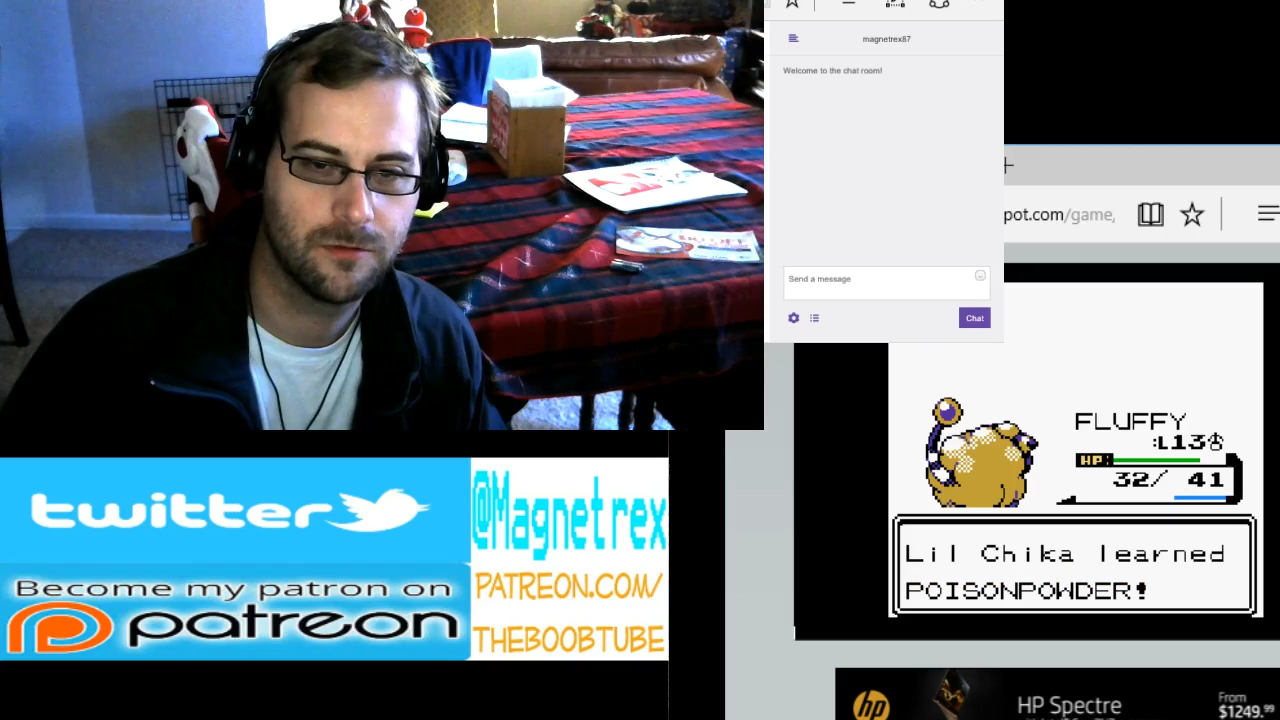 magnetrex87
Welcome to the chat room!
Send a message
Chat
pot.com/game,
FLUFFY
:L13♂
HP
32/ 41
Lil Chika learned
POISONPOWDER!
twitter
@Magnetrex
Become my patron on
patreon
PATREON.COM/
THEBOOBTUBE
hp
HP Spectre
From
$1249.99